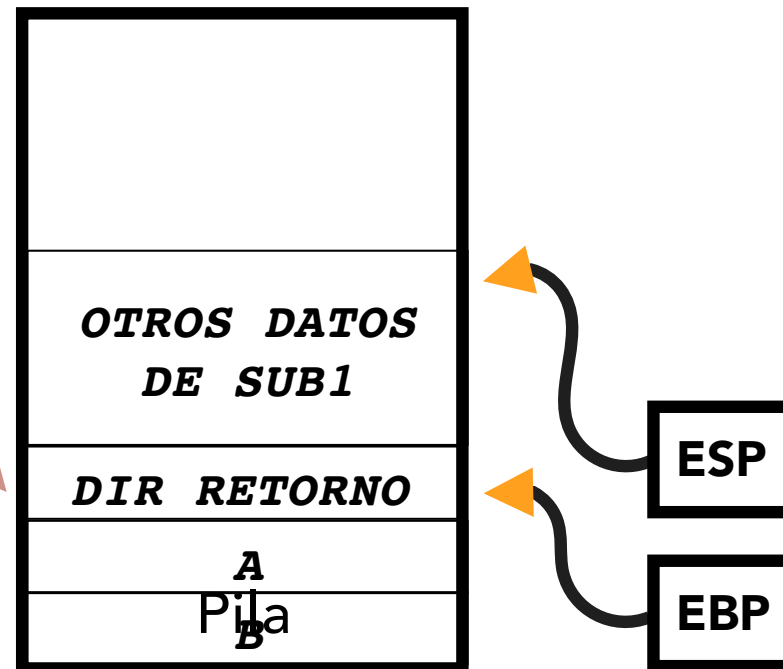 OTROS DATOS
DE SUB1
ESP
DIR RETORNO
A
Pila
B
EBP